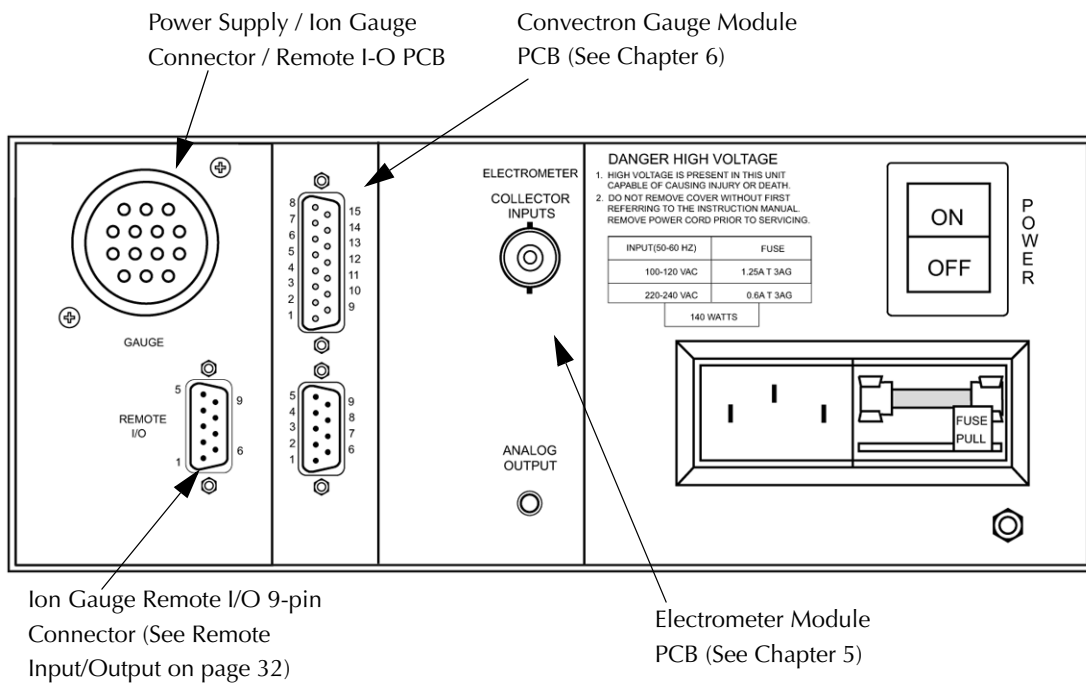 Power Supply / Ion Gauge
Connector / Remote I-O PCB
Convectron Gauge Module
PCB (See Chapter 6)
GAUGE
5
9
REMOTE
I/O
1
6
8
7
6
5
4
3
2
1
15
14
13
12
11
10
9
5
4
3
2
1
9
8
7
6
ELECTROMETER
COLLECTOR
INPUTS
ANALOG
OUTPUT
DANGER HIGH VOLTAGE
1. HIGH VOLTAGE IS PRESENT IN THIS UNIT
CAPABLE OF CAUSING INJURY OR DEATH.
2. DO NOT REMOVE COVER WITHOUT FIRST
REFERRING TO THE INSTRUCTION MANUAL.
REMOVE POWER CORD PRIOR TO SERVICING.
INPUT(50-60 HZ) FUSE
100-120 VAC 1.25A T 3AG
220-240 VAC 0.6A T 3AG
140 WATTS
ON
OFF
POWER
FUSE
PULL
Ion Gauge Remote I/O 9-pin
Connector (See Remote
Input/Output on page 32)
Electrometer Module
PCB (See Chapter 5)